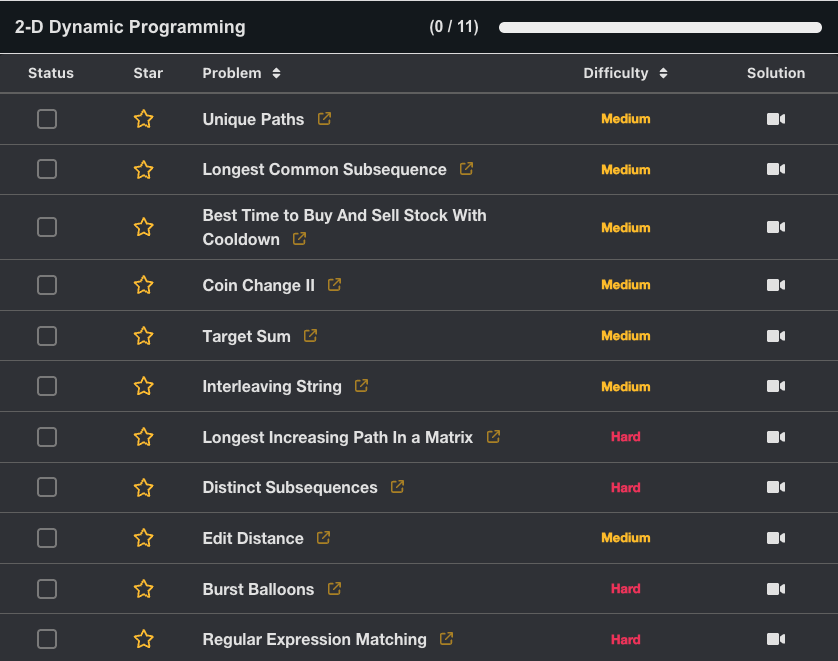 2-D Dynamic Programming (0 / 11)
Status Star Problem Difficulty Solution
Unique Paths Medium
Longest Common Subsequence Medium
Best Time to Buy And Sell Stock With
Cooldown Medium
Coin Change II Medium
Target Sum Medium
Interleaving String Medium
Longest Increasing Path In a Matrix Hard
Distinct Subsequences Hard
Edit Distance Medium
Burst Balloons Hard
Regular Expression Matching Hard